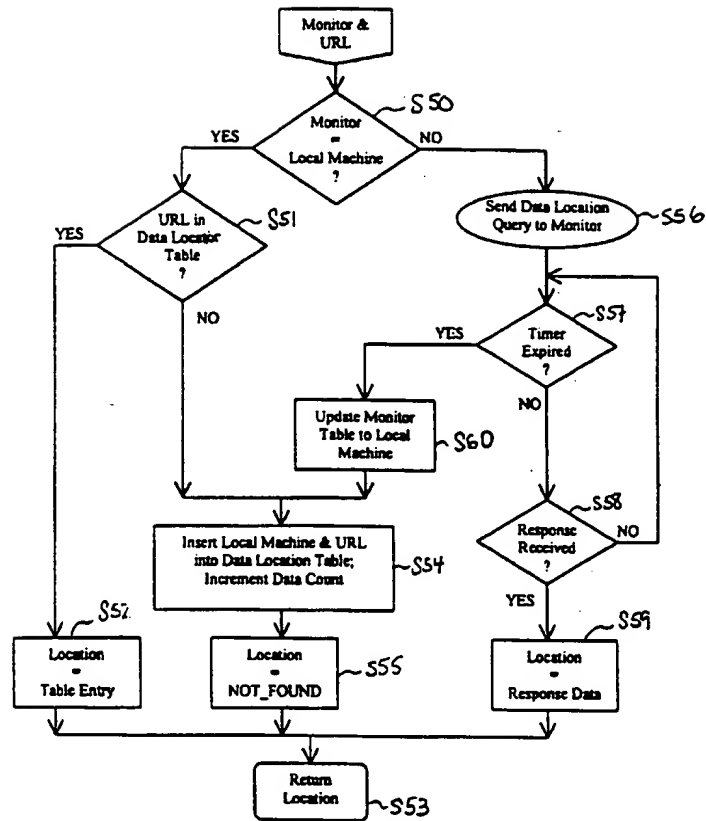 Monitor &
URL
S50
Monitor
=
Local Machine
?
YES
NO
S51
URL in
Data Location
Table
?
YES
NO
Send Data Location
Query to Monitor
S56
S57
Timer
Expired
?
YES
NO
Update Monitor
Table to Local
Machine
S60
S58
Response
Received
?
NO
YES
Insert Local Machine & URL
into Data Location Table;
Increment Data Count
S54
S52
Location
=
Table Entry
Location
=
NOT_FOUND
S55
S59
Location
=
Response Data
Return
Location
S53